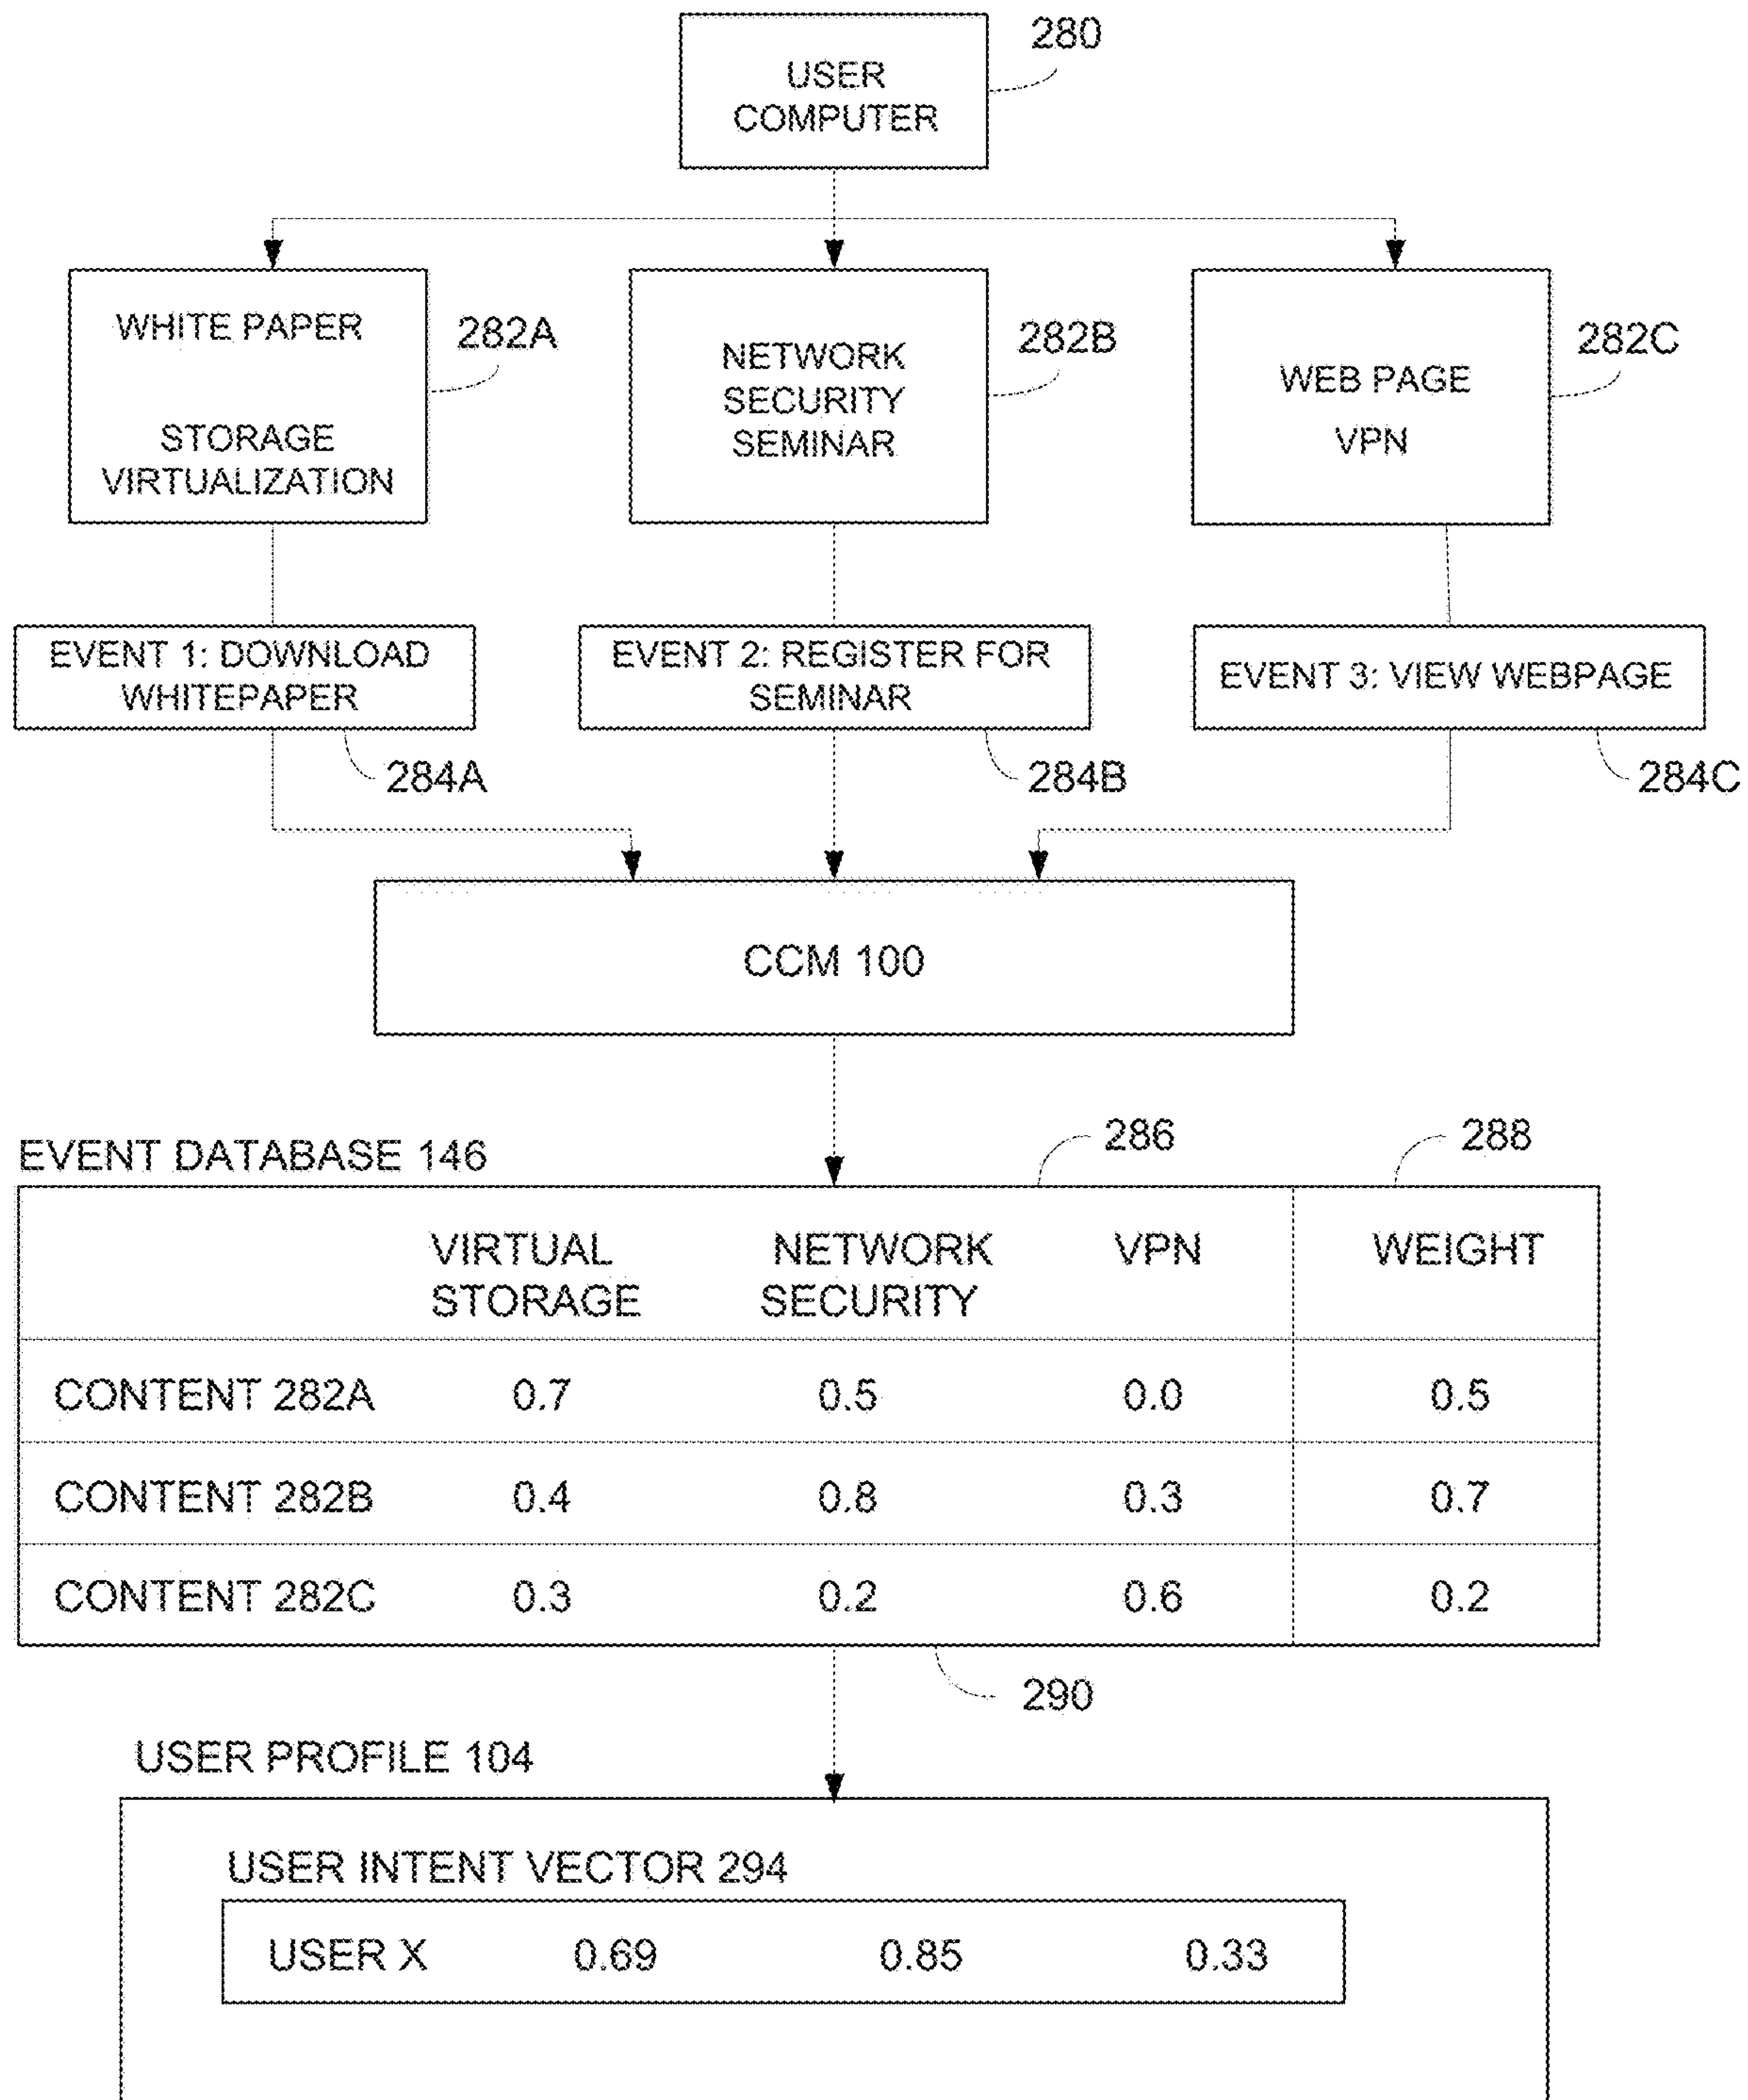 280
USER
COMPUTER
WHITE PAPER
STORAGE
VIRTUALIZATION
282A
NETWORK
SECURITY
SEMINAR
282B
WEB PAGE
VPN
282C
EVENT 1: DOWNLOAD
WHITEPAPER
284A
EVENT 2: REGISTER FOR
SEMINAR
284B
EVENT 3: VIEW WEBPAGE
284C
CCM 100
EVENT DATABASE 146
286
288
VIRTUAL NETWORK VPN WEIGHT
STORAGE SECURITY
CONTENT 282A 0.7 0.5 0.0 0.5
CONTENT 282B 0.4 0.8 0.3 0.7
CONTENT 282C 0.3 0.2 0.6 0.2
290
USER PROFILE 104
USER INTENT VECTOR 294
USER X 0.69 0.85 0.33